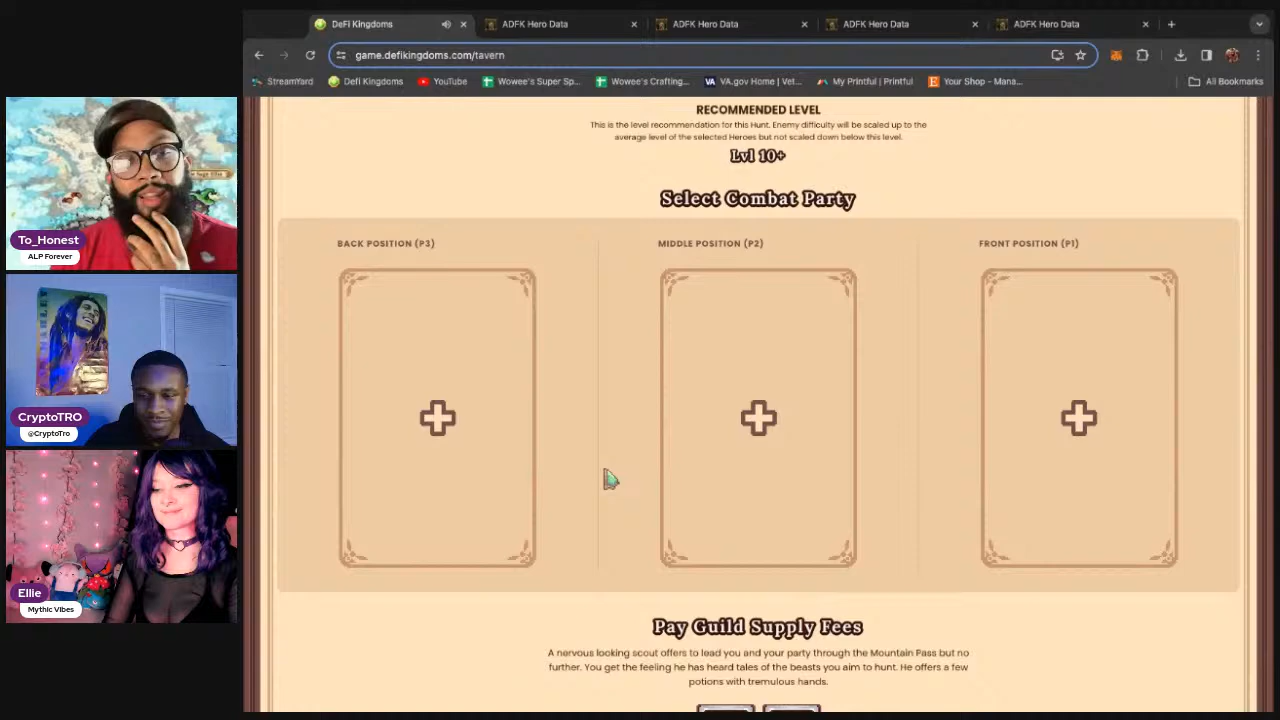 DeFi Kingdoms
ADFK Hero Data
ADFK Hero Data
ADFK Hero Data
ADFK Hero Data
game.defikingdoms.com/tavern
StreamYard
Defi Kingdoms
YouTube
Wowee's Super Sp...
Wowee's Crafting...
VA.gov Home | Vet...
My Printful | Printful
Your Shop - Mana...
All Bookmarks
To_Honest
ALP Forever
CryptoTRO
@CryptoTro
Ellie
Mythic Vibes
RECOMMENDED LEVEL
This is the level recommendation for this Hunt. Enemy difficulty will be scaled up to the
average level of the selected Heroes but not scaled down below this level.
Lvl 10+
Select Combat Party
BACK POSITION (P3)
MIDDLE POSITION (P2)
FRONT POSITION (P1)
Pay Guild Supply Fees
A nervous looking scout offers to lead you and your party through the Mountain Pass but no
further. You get the feeling he has heard tales of the beasts you aim to hunt. He offers a few
potions with tremulous hands.